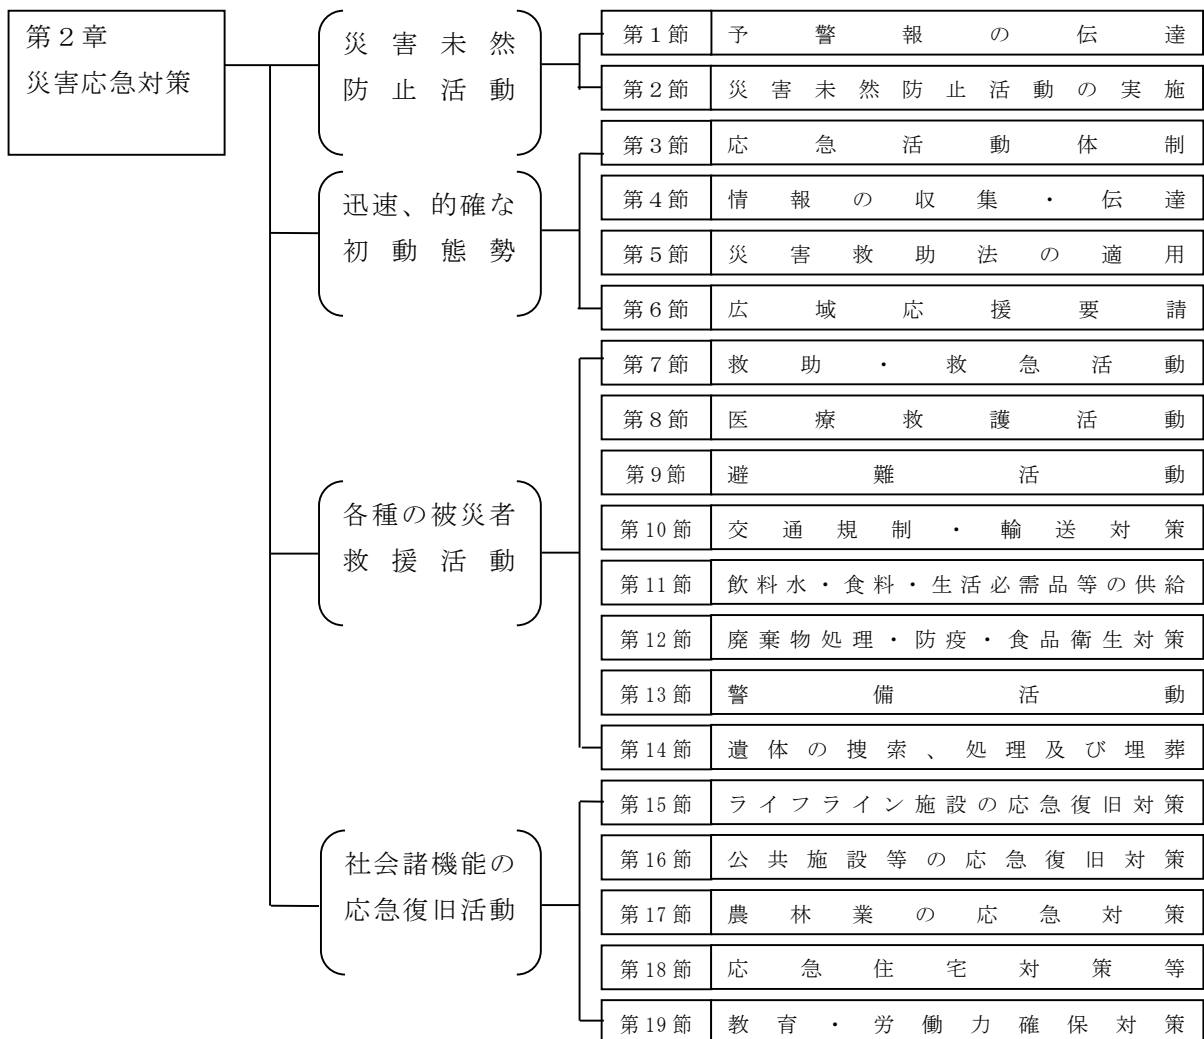 第２章
災害応急対策
災害未然
防止活動
第１節 予警報の伝達
第２節 災害未然防止活動の実施
迅速、的確な
初動態勢
第３節 応急活動体制
第４節 情報の収集・伝達
第５節 災害救助法の適用
第６節 広域応援要請
各種の被災者
救援活動
第７節 救助・救急活動
第８節 医療救護活動
第９節 避難活動
第10節 交通規制・輸送対策
第11節 飲料水・食料・生活必需品等の供給
第12節 廃棄物処理・防疫・食品衛生対策
第13節 警備活動
第14節 遺体の捜索、処理及び埋葬
社会諸機能の
応急復旧活動
第15節 ライフライン施設の応急復旧対策
第16節 公共施設等の応急復旧対策
第17節 農林業の応急対策
第18節 応急住宅対策等
第19節 教育・労働力確保対策